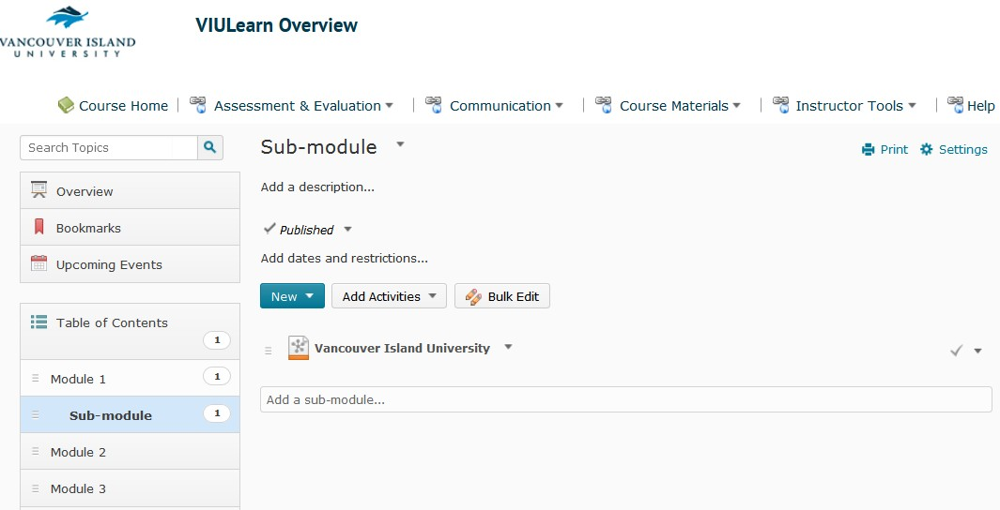 VANCOUVER ISLAND
UNIVERSITY
VIULearn Overview
Course Home
Assessment & Evaluation
Communication
Course Materials
Instructor Tools
Help
Search Topics
Overview
Bookmarks
Upcoming Events
Table of Contents
1
Module 1
1
Sub-module
1
Module 2
Module 3
Sub-module
Print
Settings
Add a description...
Published
Add dates and restrictions...
New
Add Activities
Bulk Edit
Vancouver Island University
Add a sub-module...